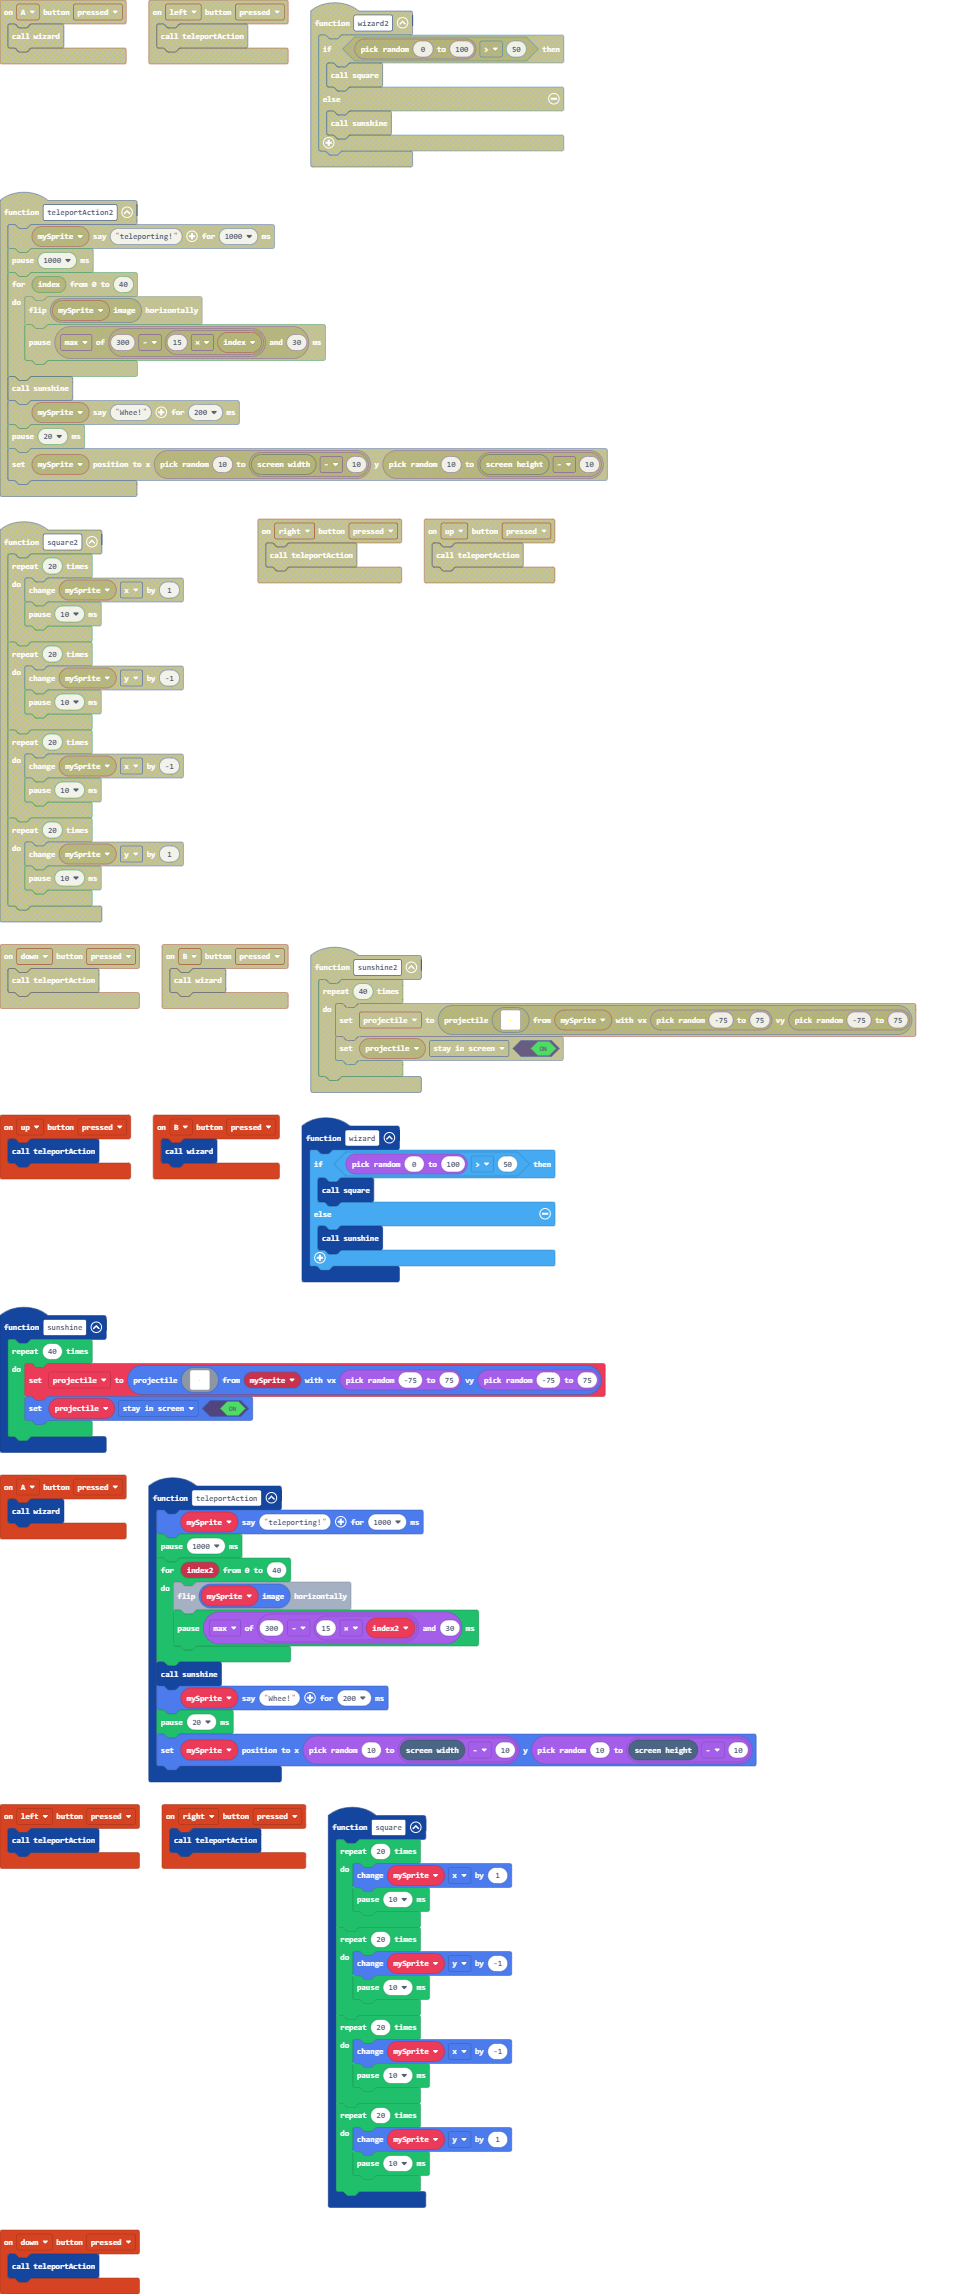 on A button pressed
call wizard
on left button pressed
call teleportAction
function wizard2
if pick random 0 to 100 > 50 then
call square
else
call sunshine
function teleportAction2
mySprite say "teleporting!" for 1000 ms
pause 1000 ms
for index from 0 to 40
do
flip mySprite image horizontally
pause max of 300 - 15 × index and 30 ms
call sunshine
mySprite say "Whee!" for 200 ms
pause 20 ms
set mySprite position to x pick random 10 to screen width - 10 y pick random 10 to screen height - 10
function square2
repeat 20 times
do
change mySprite x by 1
pause 10 ms
repeat 20 times
do
change mySprite y by -1
pause 10 ms
repeat 20 times
do
change mySprite x by -1
pause 10 ms
repeat 20 times
do
change mySprite y by 1
pause 10 ms
on right button pressed
call teleportAction
on up button pressed
call teleportAction
on down button pressed
call teleportAction
on B button pressed
call wizard
function sunshine2
repeat 40 times
do
set projectile to projectile from mySprite with vx pick random -75 to 75 vy pick random -75 to 75
set projectile stay in screen ON
on up button pressed
call teleportAction
on B button pressed
call wizard
function wizard
if pick random 0 to 100 > 50 then
call square
else
call sunshine
function sunshine
repeat 40 times
do
set projectile to projectile from mySprite with vx pick random -75 to 75 vy pick random -75 to 75
set projectile stay in screen ON
on A button pressed
call wizard
function teleportAction
mySprite say "teleporting!" for 1000 ms
pause 1000 ms
for index2 from 0 to 40
do
flip mySprite image horizontally
pause max of 300 - 15 × index2 and 30 ms
call sunshine
mySprite say "Whee!" for 200 ms
pause 20 ms
set mySprite position to x pick random 10 to screen width - 10 y pick random 10 to screen height - 10
on left button pressed
call teleportAction
on right button pressed
call teleportAction
function square
repeat 20 times
do
change mySprite x by 1
pause 10 ms
repeat 20 times
do
change mySprite y by -1
pause 10 ms
repeat 20 times
do
change mySprite x by -1
pause 10 ms
repeat 20 times
do
change mySprite y by 1
pause 10 ms
on down button pressed
call teleportAction